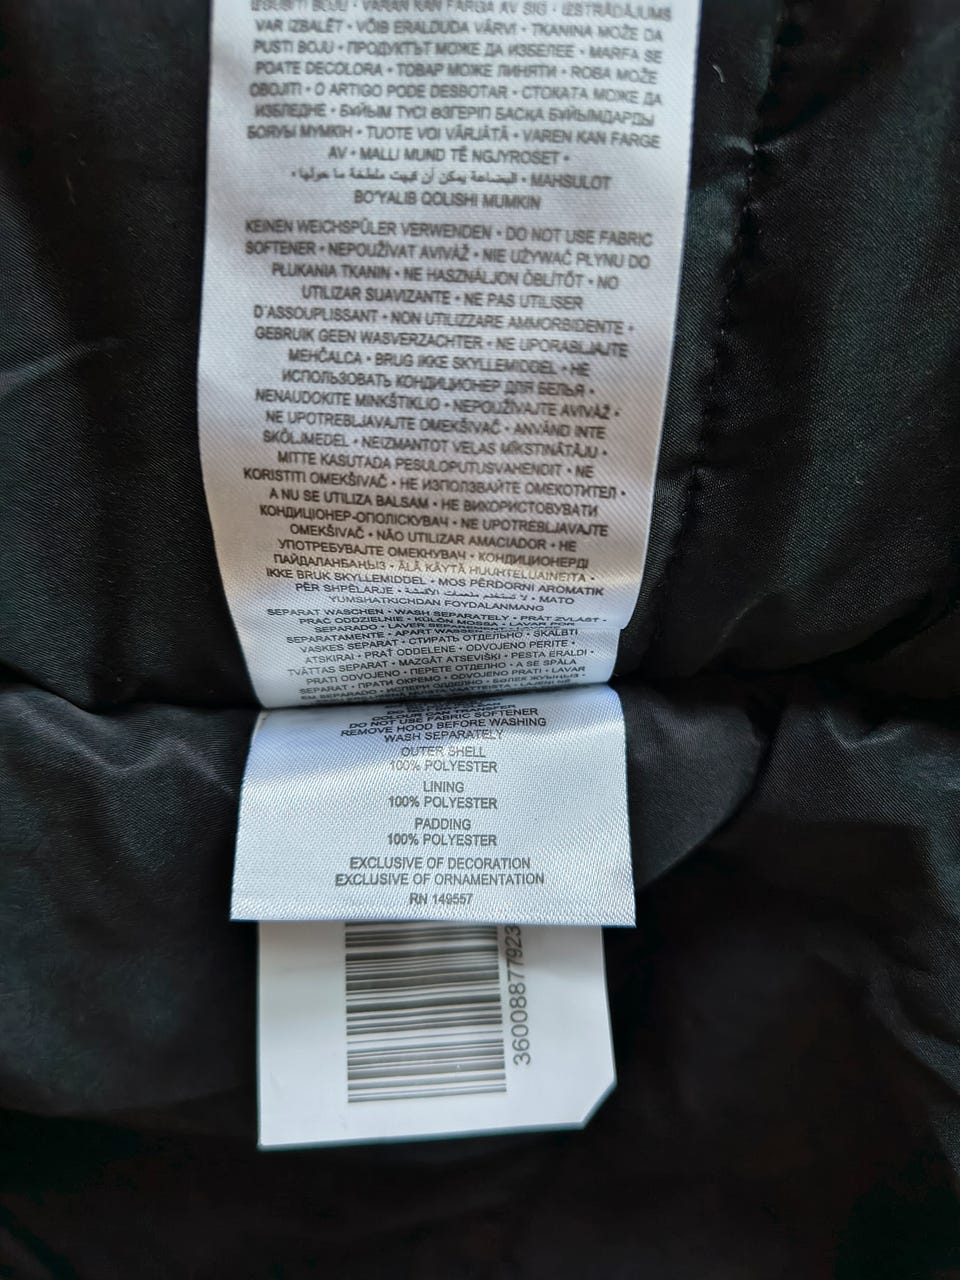 VAR IZBALĒT • VÕIB ERALDUDA VÄRVI • TKANINA MOŽE DA
PUSTI BOJU • ПРОДУКТЪТ МОЖЕ ДА ИЗБЕЛЕЕ • MARFA SE
POATE DECOLORA • ТОВАР МОЖЕ ЛИНЯТИ • ROBA MOŽE
OBOJITI • O ARTIGO PODE DESBOTAR • СТОКАТА МОЖЕ ДА
ИЗБЛЕДНЕ • БҰЙЫМ ТҮСІ ӨЗГЕРІП БАСҚА БҰЙЫМДАРДЫ
БОЯУЫ МҮМКІН • TUOTE VOI VÄRJÄTÄ • VAREN KAN FARGE
AV • MALLI MUND TË NGJYROSET •
• MAHSULOT
BO'YALIB QOLISHI MUMKIN
KEINEN WEICHSPÜLER VERWENDEN • DO NOT USE FABRIC
SOFTENER • NEPOUŽÍVAT AVIVÁŽ • NIE UŻYWAĆ PŁYNU DO
PŁUKANIA TKANIN • NE HASZNÁLJON ÖBLÍTŐT • NO
UTILIZAR SUAVIZANTE • NE PAS UTILISER
D'ASSOUPLISSANT • NON UTILIZZARE AMMORBIDENTE •
GEBRUIK GEEN WASVERZACHTER • NE UPORABLJAJTE
MEHČALCA • BRUG IKKE SKYLLEMIDDEL • НЕ
ИСПОЛЬЗОВАТЬ КОНДИЦИОНЕР ДЛЯ БЕЛЬЯ •
NENAUDOKITE MINKŠTIKLIO • NEPOUŽÍVAJTE AVIVÁŽ •
NE UPOTREBLJAVAJTE OMEKŠIVAČ • ANVÄND INTE
SKÖLJMEDEL • NEIZMANTOT VEĻAS MĪKSTINĀTĀJU •
MITTE KASUTADA PESULOPUTUSVAHENDIT • NE
KORISTITI OMEKŠIVAČ • НЕ ИЗПОЛЗВАЙТЕ ОМЕКОТИТЕЛ •
A NU SE UTILIZA BALSAM • НЕ ВИКОРИСТОВУВАТИ
КОНДИЦІОНЕР-ОПОЛІСКУВАЧ • NE UPOTREBLJAVAJTE
OMEKŠIVAČ • NÃO UTILIZAR AMACIADOR • НЕ
УПОТРЕБУВАЈТЕ ОМЕКНУВАЧ • КОНДИЦИОНЕРДІ
ПАЙДАЛАНБАҢЫЗ • ÄLÄ KÄYTÄ HUUHTELUAINEITA •
IKKE BRUK SKYLLEMIDDEL • MOS PËRDORNI AROMATIK
PËR SHPËLARJE • • MATO
YUMSHATKICHDAN FOYDALANMANG
SEPARAT WASCHEN • WASH SEPARATELY • PRÁT ZVLÁŠŤ •
PRAĆ ODDZIELNIE • KÜLÖN MOSSA • LAVAR POR
SEPARADO • LAVER SÉPARÉMENT •
SEPARATAMENTE • APART WASSEN • СТИРАТЬ ОТДЕЛЬНО • SKALBTI
VASKES SEPARAT • ODVOJENO PERITE •
ATSKIRAI • PRAŤ ODDELENE • PESTA ERALDI •
TVÄTTAS SEPARAT • MAZGĀT ATSEVIŠĶI • A SE SPĂLA
PRATI ODVOJENO • ПЕРЕТЕ ОТДЕЛНО • LAVAR
SEPARAT • ПРАТИ ОКРЕМО • ODVOJENO PRATI •
EM SEPARADO •
COLOUR CAN TRANSFER
DO NOT USE FABRIC SOFTENER
REMOVE HOOD BEFORE WASHING
WASH SEPARATELY
OUTER SHELL
100% POLYESTER
LINING
100% POLYESTER
PADDING
100% POLYESTER
EXCLUSIVE OF DECORATION
EXCLUSIVE OF ORNAMENTATION
RN 149557
3600887792